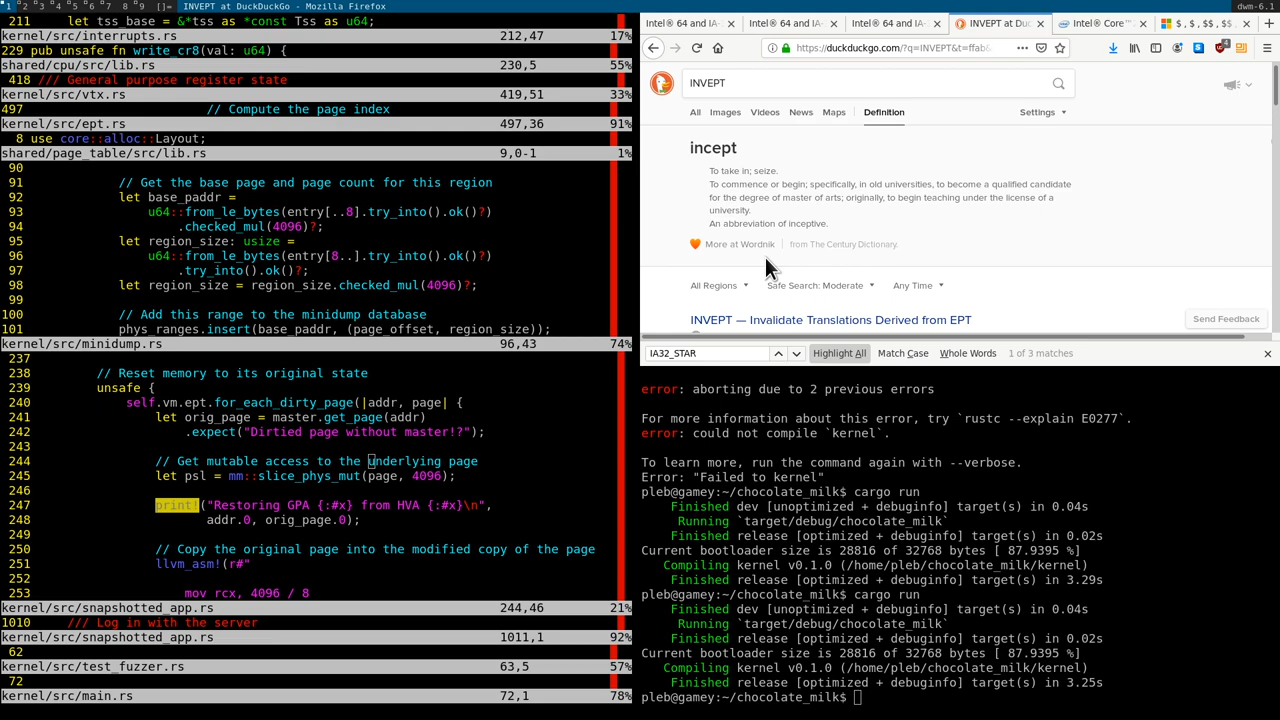 1 2 3 4 5 6 7 8 9 []= INVEPT at DuckDuckGo - Mozilla Firefox dwm-6.1
211 let tss_base = &*tss as *const Tss as u64;
kernel/src/interrupts.rs 212,47 17%
229 pub unsafe fn write_cr8(val: u64) {
shared/cpu/src/lib.rs 230,5 55%
418 /// General purpose register state
kernel/src/vtx.rs 419,51 33%
497 // Compute the page index
kernel/src/ept.rs 497,36 91%
8 use core::alloc::Layout;
shared/page_table/src/lib.rs 9,0-1 1%
90
91 // Get the base page and page count for this region
92 let base_paddr =
93 u64::from_le_bytes(entry[..8].try_into().ok()?)
94 .checked_mul(4096)?;
95 let region_size: usize =
96 u64::from_le_bytes(entry[8..].try_into().ok()?)
97 .try_into().ok()?;
98 let region_size = region_size.checked_mul(4096)?;
99
100 // Add this range to the minidump database
101 phys_ranges.insert(base_paddr, (page_offset, region_size));
kernel/src/minidump.rs 96,43 74%
237
238 // Reset memory to its original state
239 unsafe {
240 self.vm.ept.for_each_dirty_page(|addr, page| {
241 let orig_page = master.get_page(addr)
242 .expect("Dirtied page without master!?");
243
244 // Get mutable access to the underlying page
245 let psl = mm::slice_phys_mut(page, 4096);
246
247 print!("Restoring GPA {:#x} from HVA {:#x}\n",
248 addr.0, orig_page.0);
249
250 // Copy the original page into the modified copy of the page
251 llvm_asm!(r#"
252
253 mov rcx, 4096 / 8
kernel/src/snapshotted_app.rs 244,46 21%
1010 /// Log in with the server
kernel/src/snapshotted_app.rs 1011,1 92%
62
kernel/src/test_fuzzer.rs 63,5 57%
72
kernel/src/main.rs 72,1 78%
Intel® 64 and IA- Intel® 64 and IA- Intel® 64 and IA- INVEPT at Duc Intel® Core™ $ , $ , $$ , $$
https://duckduckgo.com/?q=INVEPT&t=ffab&
INVEPT
All Images Videos News Maps Definition Settings
incept
To take in; seize.
To commence or begin; specifically, in old universities, to become a qualified candidate
for the degree of master of arts; originally, to begin teaching under the license of a
university.
An abbreviation of inceptive.
More at Wordnik from The Century Dictionary.
All Regions Safe Search: Moderate Any Time
INVEPT — Invalidate Translations Derived from EPT
Send Feedback
IA32_STAR Highlight All Match Case Whole Words 1 of 3 matches
error: aborting due to 2 previous errors
For more information about this error, try `rustc --explain E0277`.
error: could not compile `kernel`.
To learn more, run the command again with --verbose.
Error: "Failed to kernel"
pleb@gamey:~/chocolate_milk$ cargo run
Finished dev [unoptimized + debuginfo] target(s) in 0.04s
Running `target/debug/chocolate_milk`
Finished release [optimized + debuginfo] target(s) in 0.02s
Current bootloader size is 28816 of 32768 bytes [ 87.9395 %]
Compiling kernel v0.1.0 (/home/pleb/chocolate_milk/kernel)
Finished release [optimized + debuginfo] target(s) in 3.29s
pleb@gamey:~/chocolate_milk$ cargo run
Finished dev [unoptimized + debuginfo] target(s) in 0.04s
Running `target/debug/chocolate_milk`
Finished release [optimized + debuginfo] target(s) in 0.02s
Current bootloader size is 28816 of 32768 bytes [ 87.9395 %]
Compiling kernel v0.1.0 (/home/pleb/chocolate_milk/kernel)
Finished release [optimized + debuginfo] target(s) in 3.25s
pleb@gamey:~/chocolate_milk$